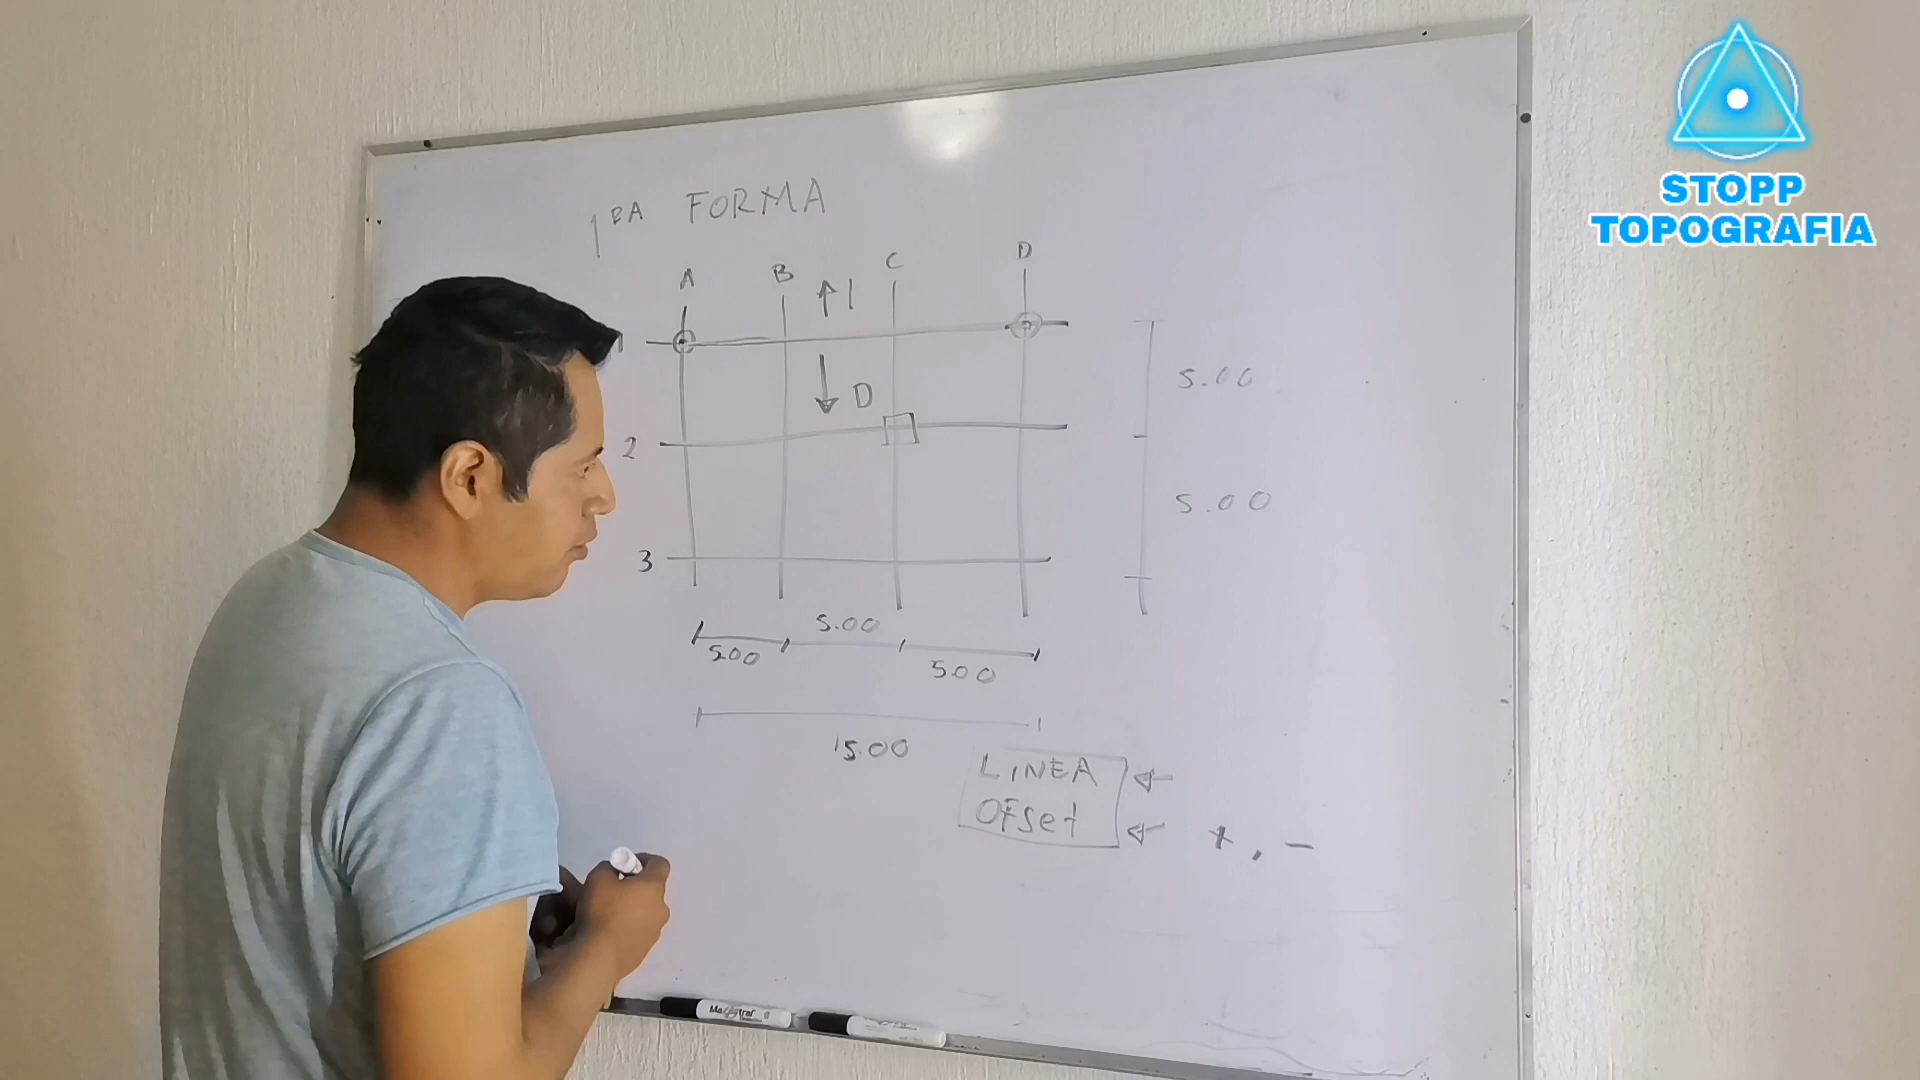 STOPP
TOPOGRAFIA
1RA FORMA
A B C D
↑ I
1
↓ D
5.00
2
5.00
3
5.00 5.00 5.00
15.00
LINEA
OFset
+, -